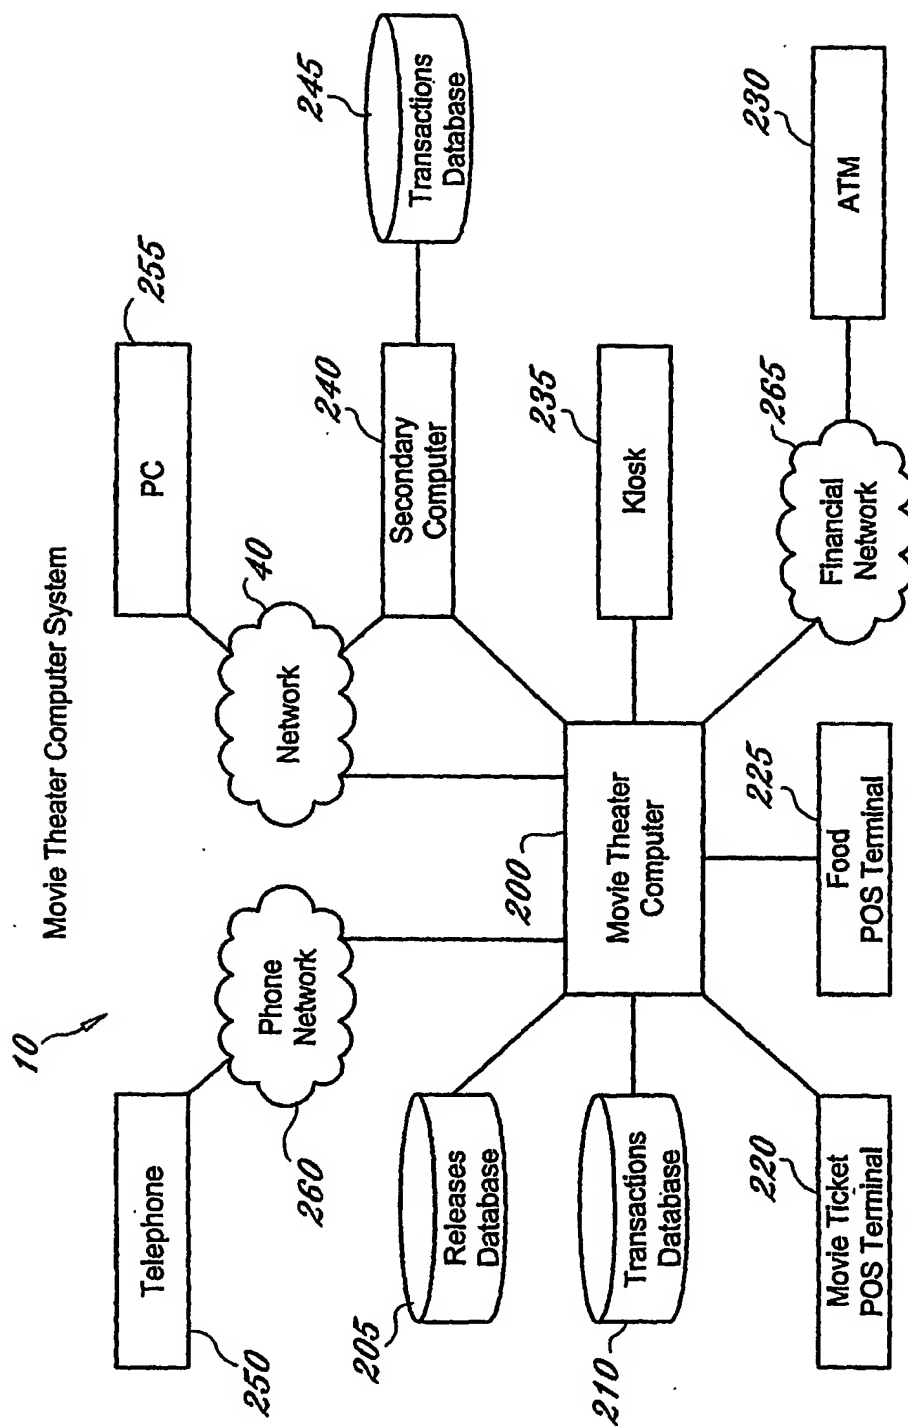 Movie Theater Computer System
10
Telephone
250
Phone
Network
260
Network
40
PC
255
Releases
Database
205
Transactions
Database
210
200
Movie Theater
Computer
Secondary
Computer
240
Transactions
Database
245
Kiosk
235
Movie Ticket
POS Terminal
220
Food
POS Terminal
225
Financial
Network
265
ATM
230